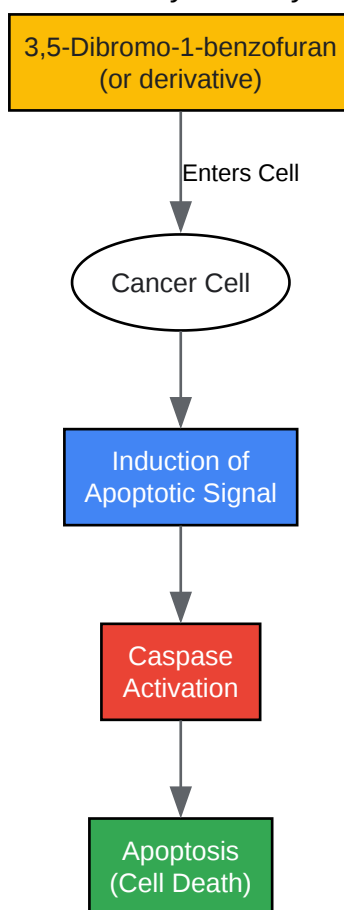 3,5-Dibromo-1-benzofuran
(or derivative)
Enters Cell
Cancer Cell
Induction of
Apoptotic Signal
Caspase
Activation
Apoptosis
(Cell Death)